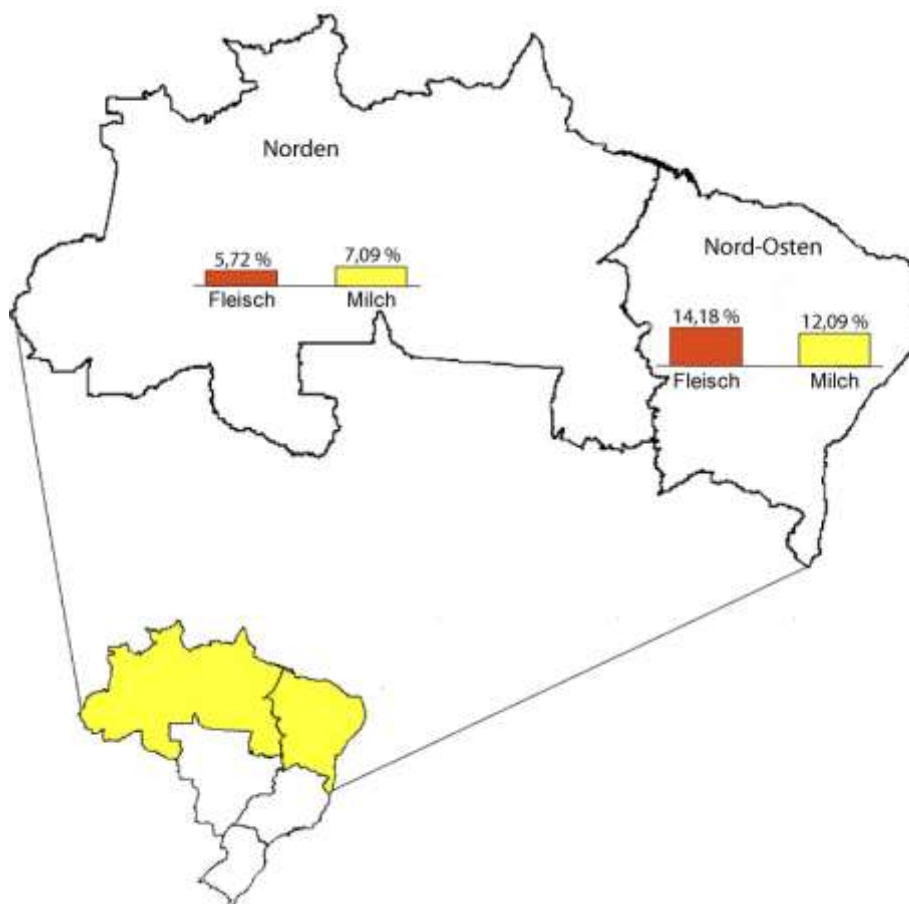 Norden
5,72 %
7,09 %
Fleisch
Milch
Nord-Osten
14,18 %
12,09 %
Fleisch
Milch